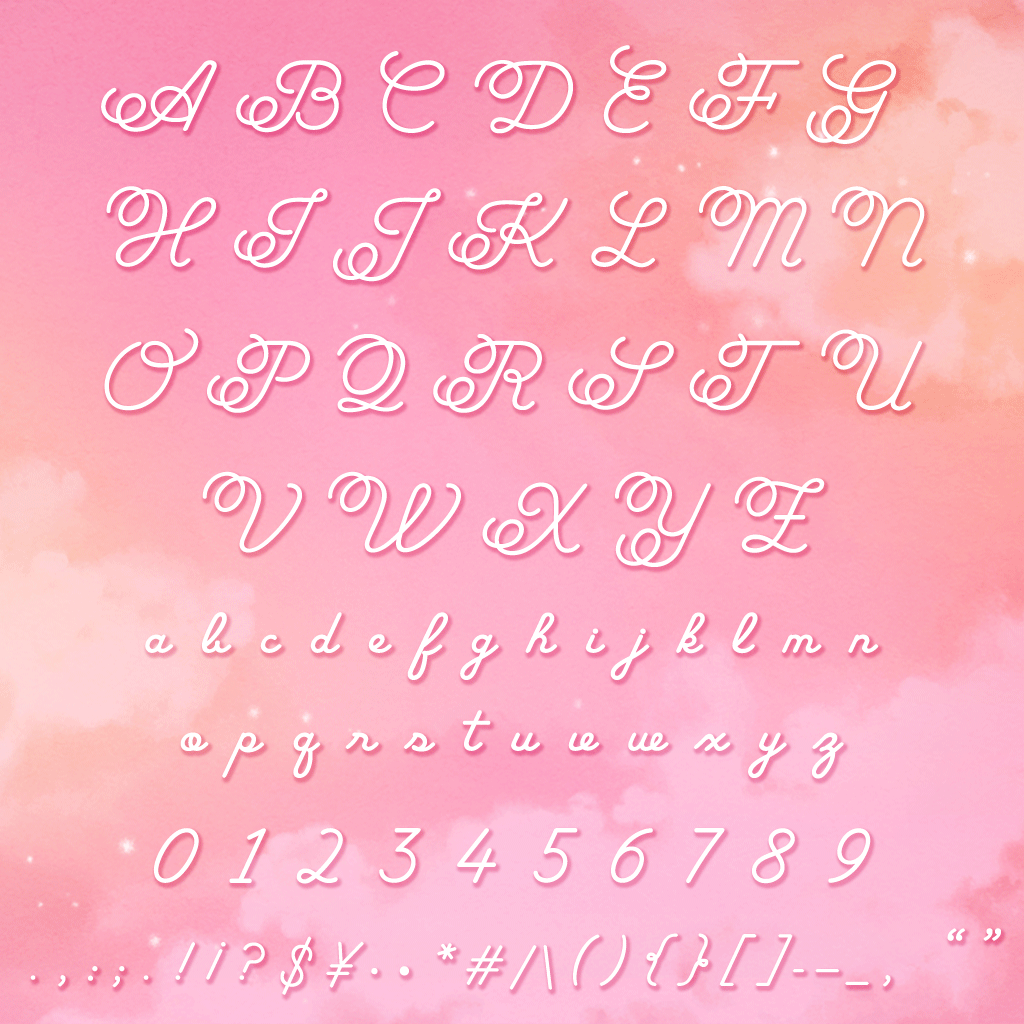 A B C D E F G
H I J K L M N
O P Q R S T U
V W X Y Z
a b c d e f g h i j k l m n
o p q r s t u v w x y z
0 1 2 3 4 5 6 7 8 9
. , : ; . ! ¡ ? $ ¥ · • * # / \ ( ) { } [ ] - – _ , “ ”